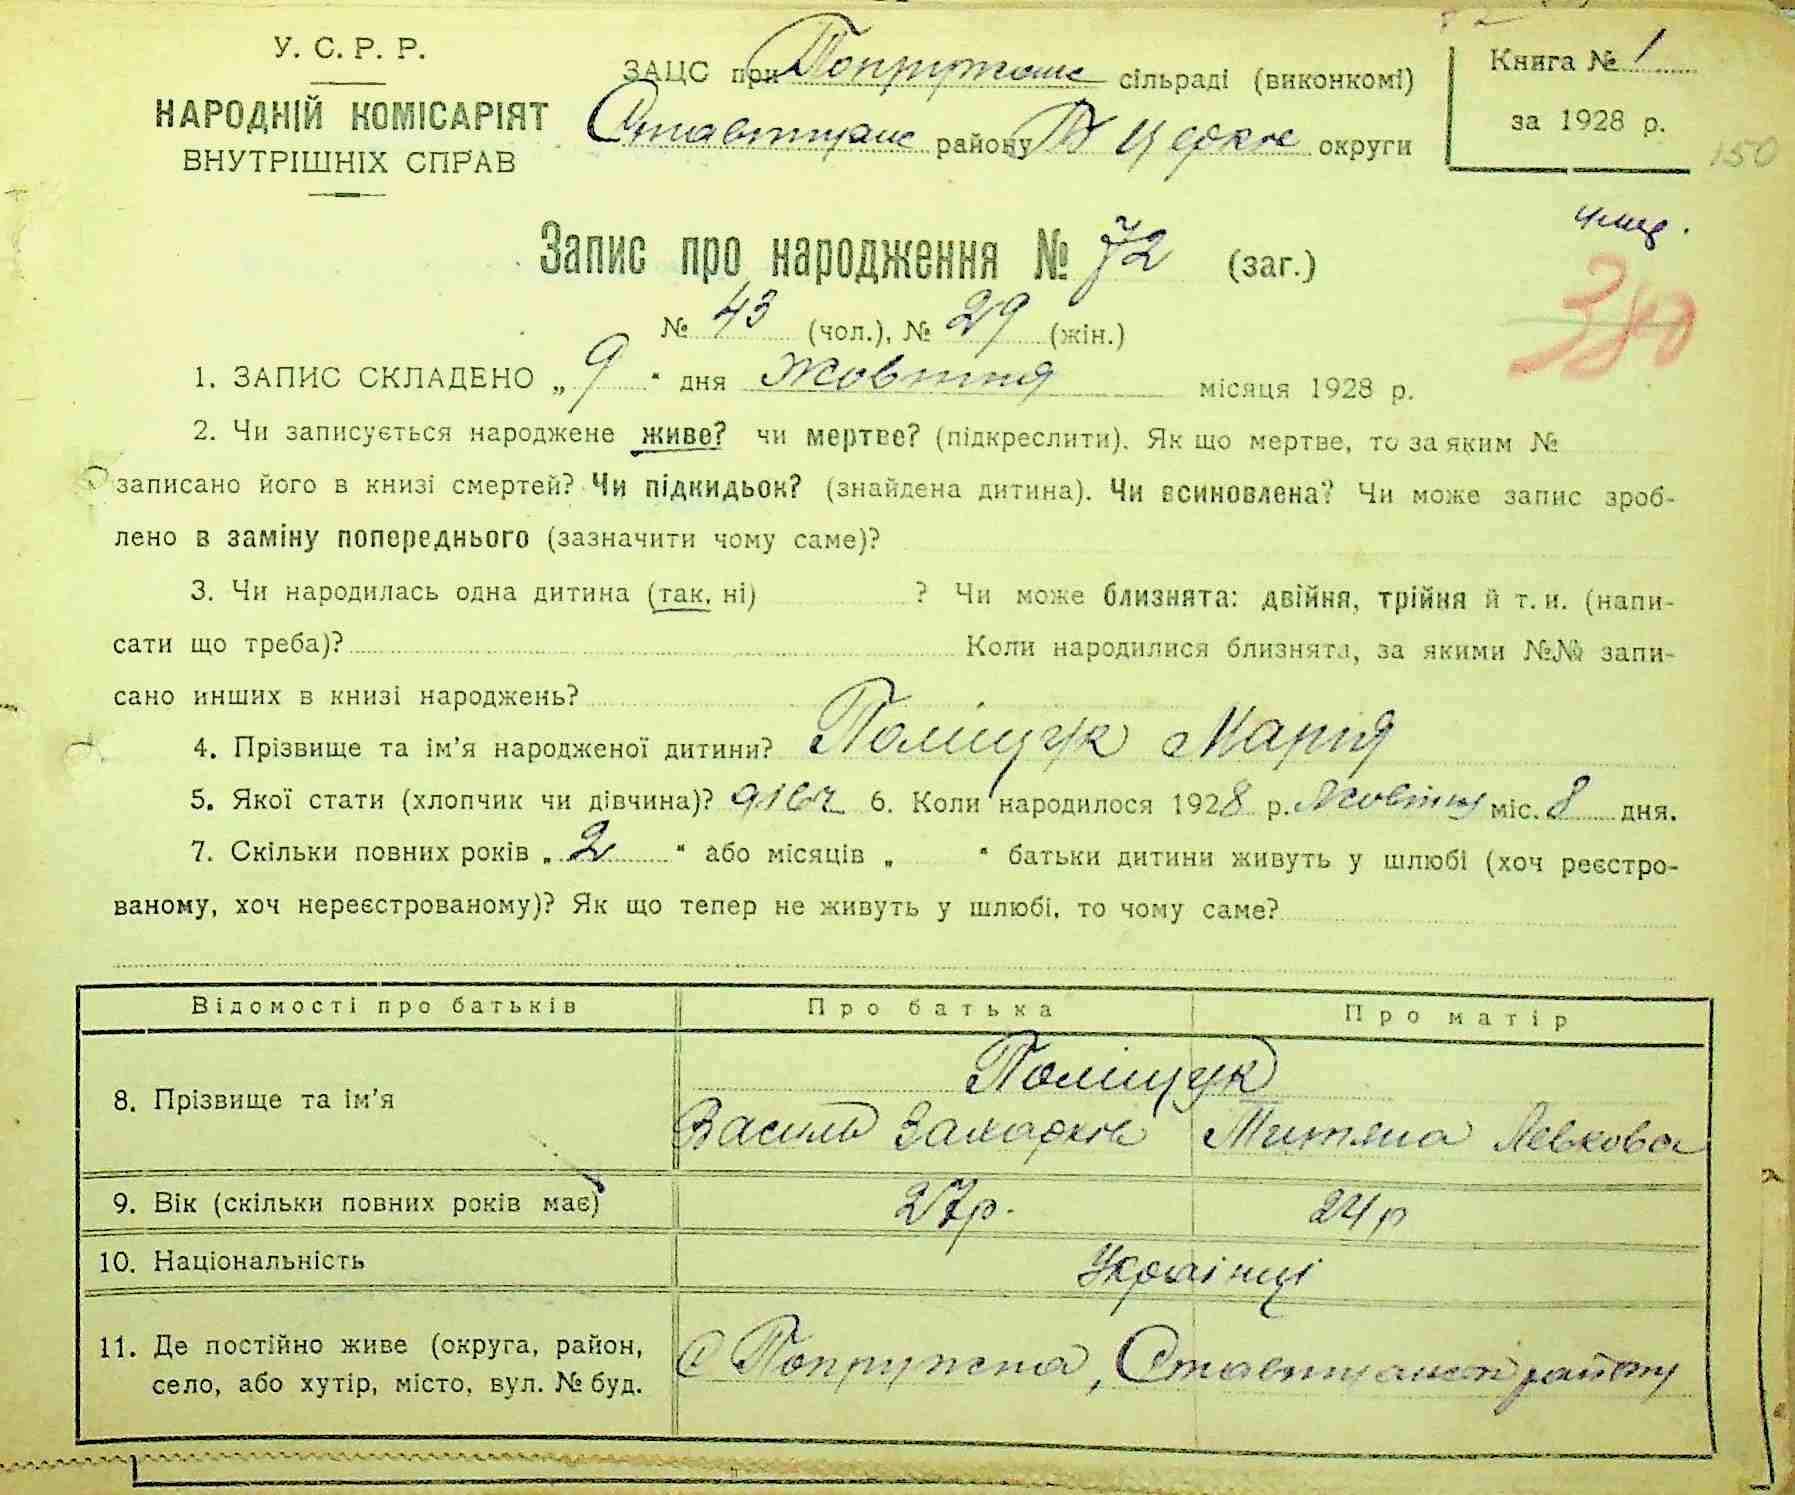 У. С. Р. Р.
НАРОДНІЙ КОМІСАРІЯТ
ВНУТРІШНІХ СПРАВ
ЗАЦС при Попружанс сільраді (виконкомі)
Ставищанс району Б Церкві округи
Книга № 1
за 1928 р.
150
Запис про народження № 72 (заг.)
380
№ 43 (чол.), № 29 (жін.)
1. ЗАПИС СКЛАДЕНО „ 9 “ дня жовтня місяця 1928 р.
2. Чи записується народжене живе? чи мертве? (підкреслити). Як що мертве, то за яким №
записано його в книзі смертей? Чи підкидьок? (знайдена дитина). Чи всиновлена? Чи може запис зроб-
лено в заміну попереднього (зазначити чому саме)?
3. Чи народилась одна дитина (так, ні) ? Чи може близнята: двійня, трійня й т. и. (напи-
сати що треба)? Коли народилися близнята, за якими №№ запи-
сано инших в книзі народжень?
4. Прізвище та ім’я народженої дитини? Поліщук Марія
5. Якої стати (хлопчик чи дівчина)? дівч 6. Коли народилося 1928 р. Жовтня міс. 8 дня.
7. Скільки повних років „ 2 “ або місяців „ “ батьки дитини живуть у шлюбі (хоч реєстро-
ваному, хоч нереєстрованому)? Як що тепер не живуть у шлюбі, то чому саме?
Відомості про батьків Про батька Про матір
8. Прізвище та ім’я Поліщук
Василь Захарків Титяна Левкова
9. Вік (скільки повних років має) 27р. 24р
10. Національність Українці
11. Де постійно живе (округа, район,
село, або хутір, місто, вул. № буд.
С Попружна, Ставищанськ району